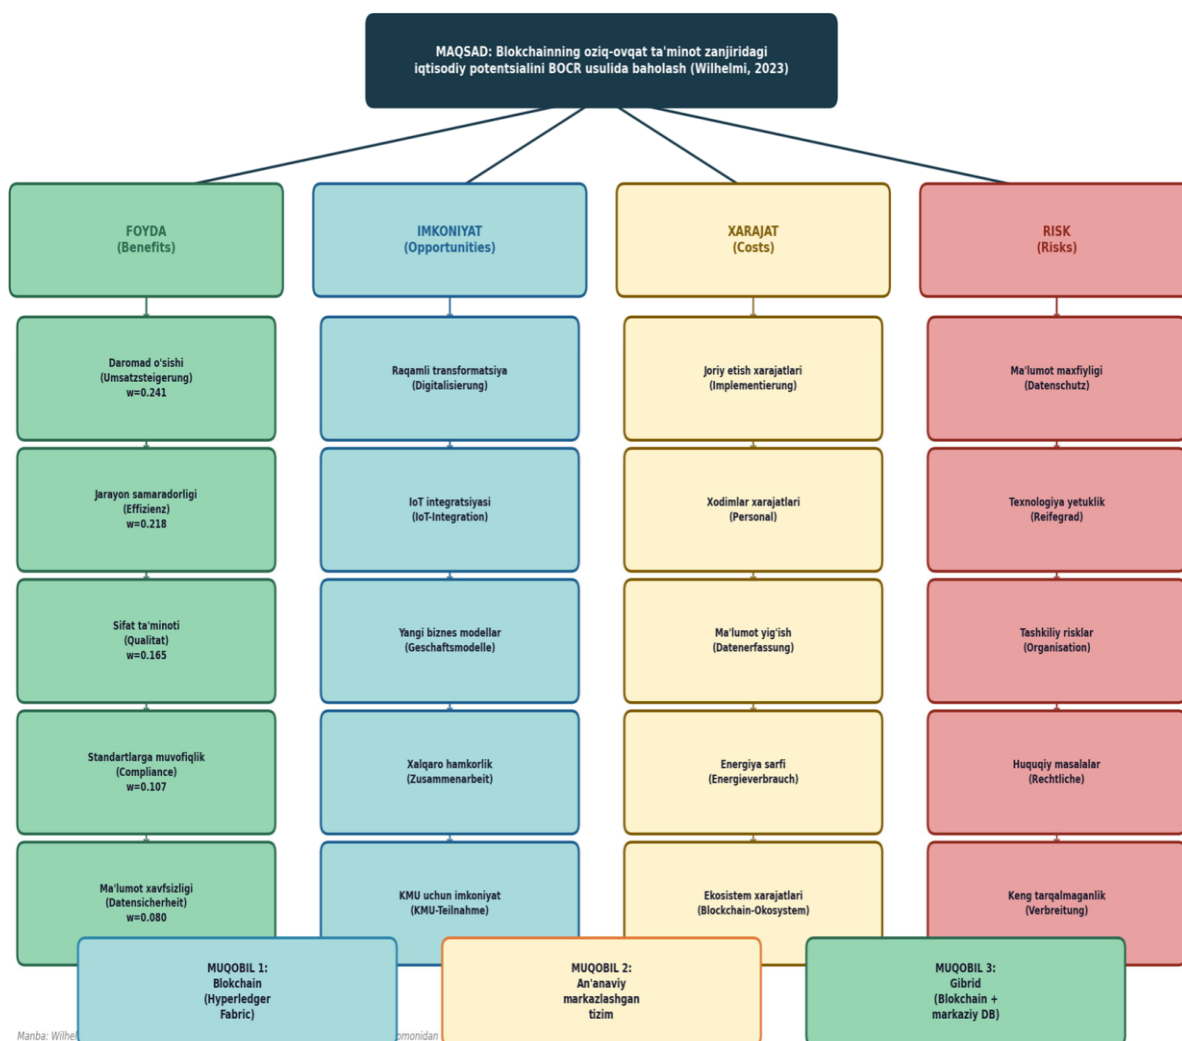 MAQSAD: Blokchainning oziq-ovqat ta'minot zanjiridagi
iqtisodiy potentsialini BOCR usulida baholash (Wilhelmi, 2023)
FOYDA
(Benefits)
IMKONIYAT
(Opportunities)
XARAJAT
(Costs)
RISK
(Risks)
Daromad o'sishi
(Umsatzsteigerung)
w=0.241
Raqamli transformatsiya
(Digitalisierung)
Joriy etish xarajatlari
(Implementierung)
Ma'lumot maxfiyligi
(Datenschutz)
Jarayon samaradorligi
(Effizienz)
w=0.218
IoT integratsiyasi
(IoT-Integration)
Xodimlar xarajatlari
(Personal)
Texnologiya yetuklik
(Reifegrad)
Sifat ta'minoti
(Qualitat)
w=0.165
Yangi biznes modellar
(Geschaftsmodelle)
Ma'lumot yig'ish
(Datenerfassung)
Tashkiliy risklar
(Organisation)
Standartlarga muvofiqlik
(Compliance)
w=0.107
Xalqaro hamkorlik
(Zusammenarbeit)
Energiya sarfi
(Energieverbrauch)
Huquqiy masalalar
(Rechtliche)
Ma'lumot xavfsizligi
(Datensicherheit)
w=0.080
KMU uchun imkoniyat
(KMU-Teilnahme)
Ekosistem xarajatlari
(Blockchain-Okosystem)
Keng tarqalmaganlik
(Verbreitung)
MUQOBIL 1:
Blokchain
(Hyperledger
Fabric)
MUQOBIL 2:
An'anaviy
markazlashgan
tizim
MUQOBIL 3:
Gibrid
(Blokchain +
markaziy DB)
Manba: